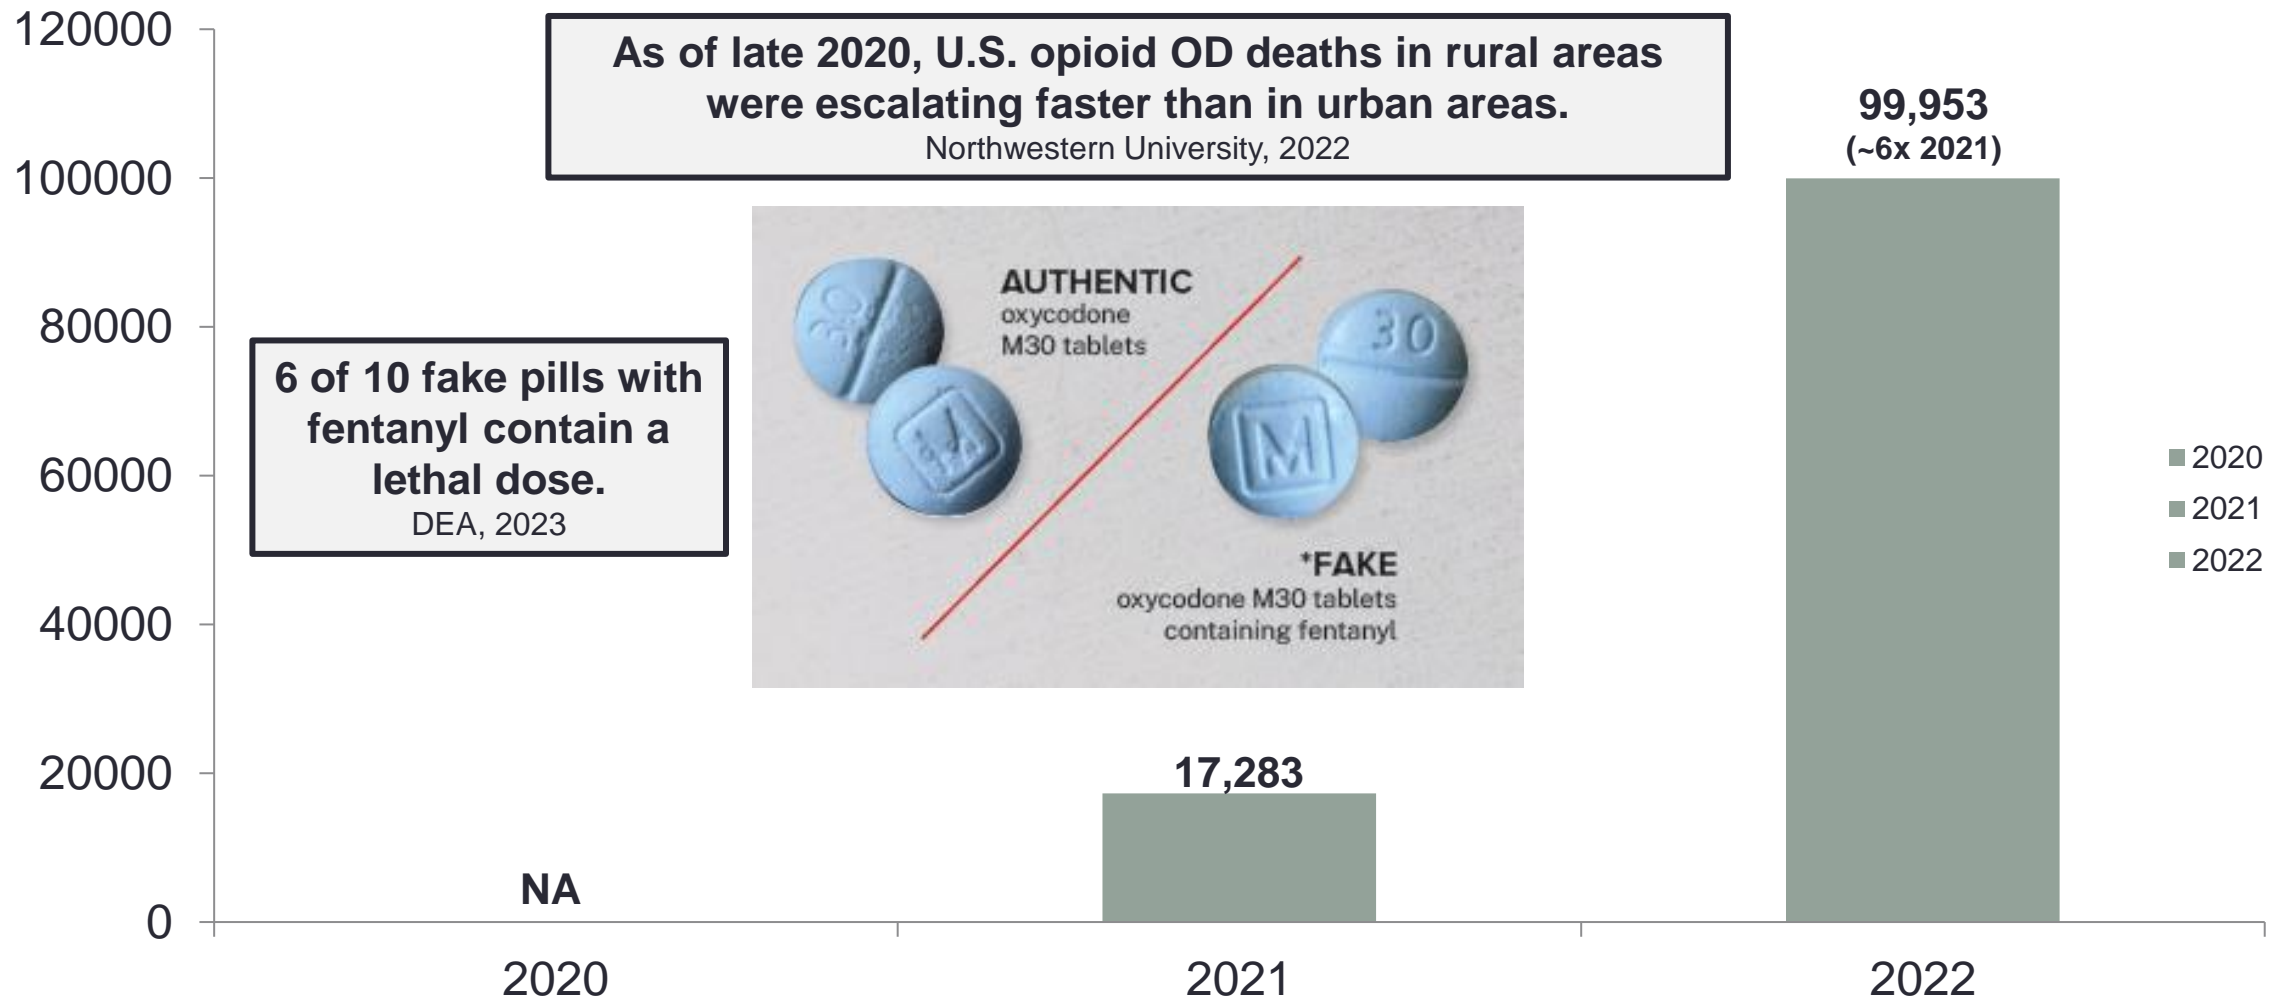 120000
100000
80000
60000
40000
20000
0
As of late 2020, U.S. opioid OD deaths in rural areas
were escalating faster than in urban areas.
Northwestern University, 2022
99,953
(~6x 2021)
6 of 10 fake pills with
fentanyl contain a
lethal dose.
DEA, 2023
30
AUTHENTIC
oxycodone
M30 tablets
30
M
*FAKE
oxycodone M30 tablets
containing fentanyl
17,283
NA
2020
2021
2022
2020
2021
2022